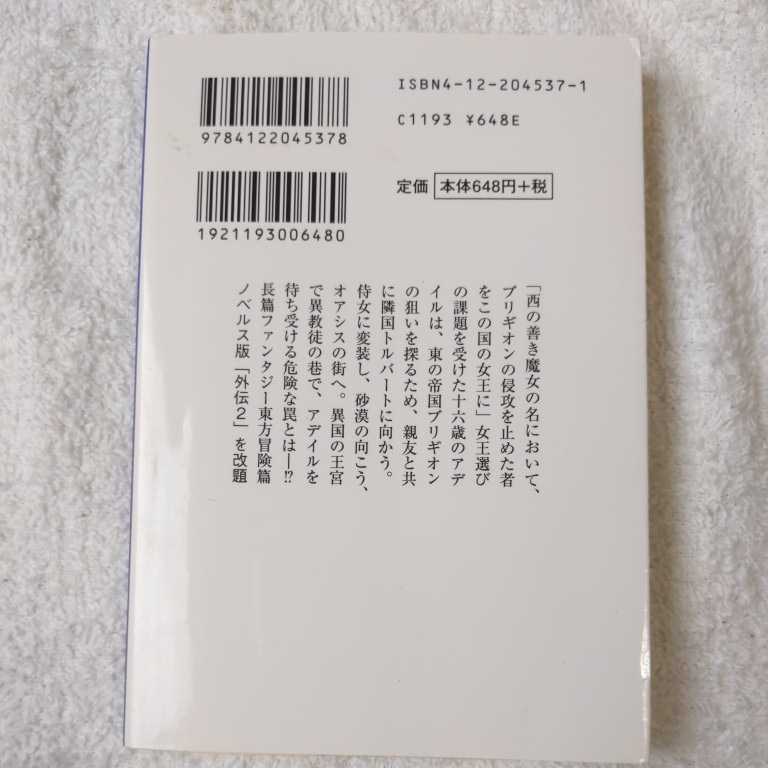 ISBN4-12-204537-1
C1193 ¥648E
9784122045378
定価 本体648円+税
1921193006480
「西の善き魔女の名において、
ブリギオンの侵攻を止めた者
をこの国の女王に」女王選び
の課題を受けた十六歳のアデ
イルは、東の帝国ブリギオン
の狙いを探るため、親友と共
に隣国トルバートに向かう。
侍女に変装し、砂漠の向こう、
オアシスの街へ。異国の王宮
で異教徒の巷で、アデイルを
待ち受ける危険な罠とは―!?
長篇ファンタジー東方冒険篇
ノベルス版「外伝2」を改題